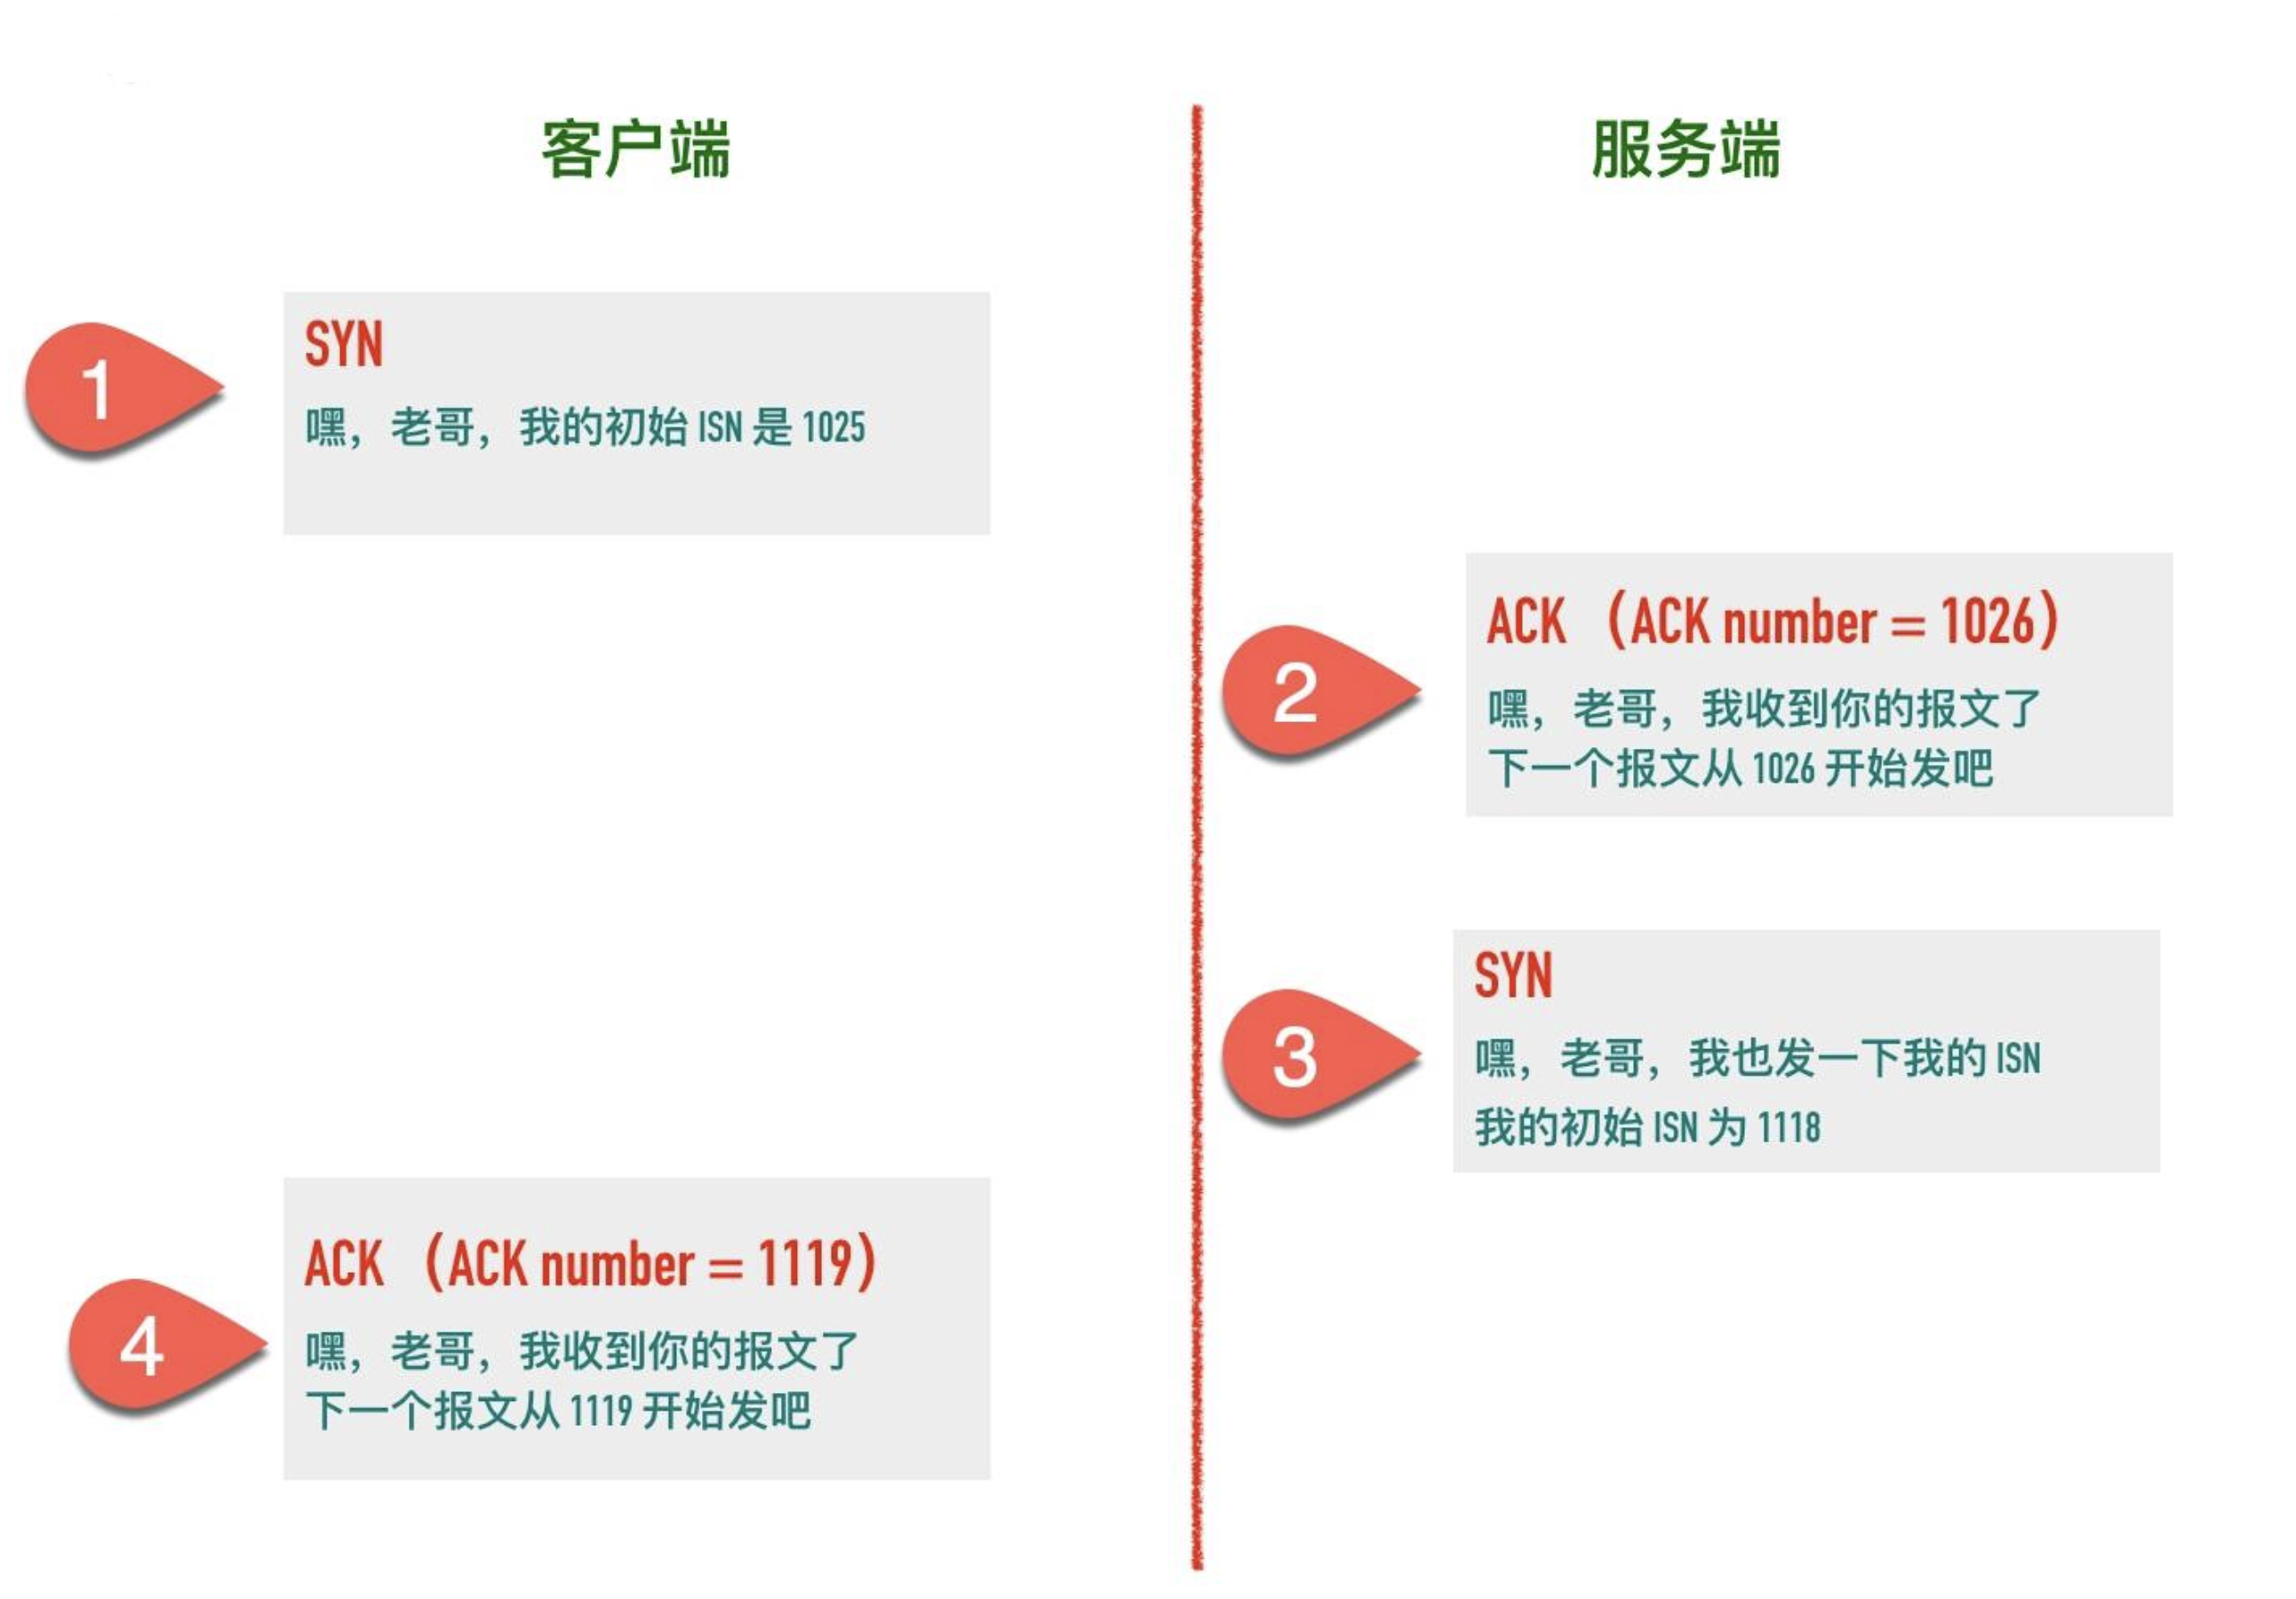 客户端
服务端
1
SYN
嘿，老哥，我的初始 ISN 是 1025
2
ACK （ACK number = 1026）
嘿，老哥，我收到你的报文了
下一个报文从 1026 开始发吧
3
SYN
嘿，老哥，我也发一下我的 ISN
我的初始 ISN 为 1118
4
ACK （ACK number = 1119）
嘿，老哥，我收到你的报文了
下一个报文从 1119 开始发吧